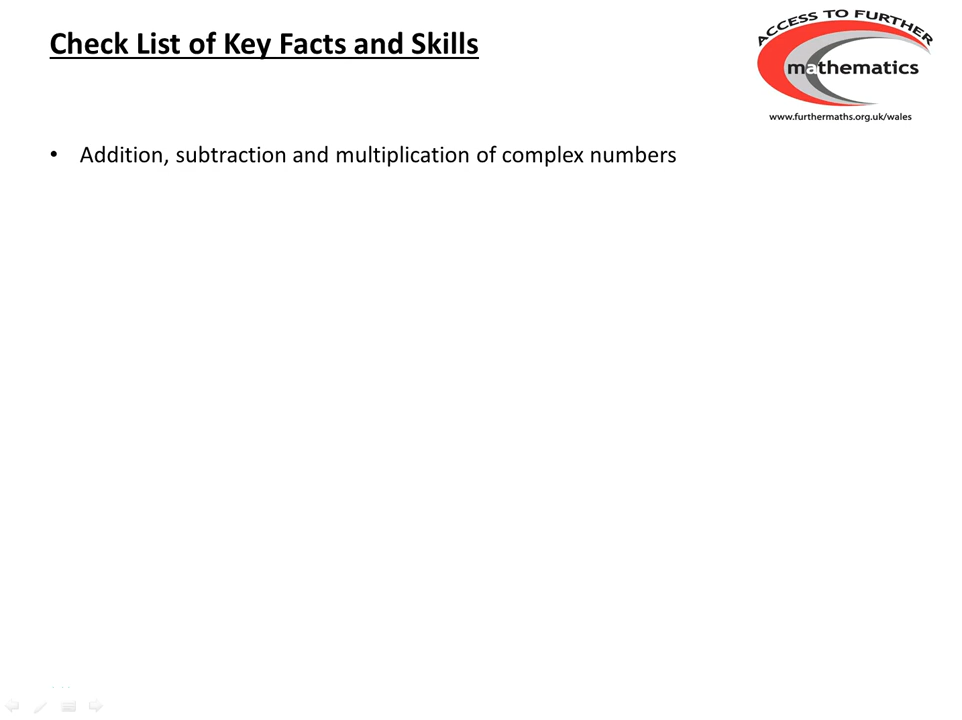 Check List of Key Facts and Skills
ACCESS TO FURTHER
mathematics
www.furthermaths.org.uk/wales
• Addition, subtraction and multiplication of complex numbers